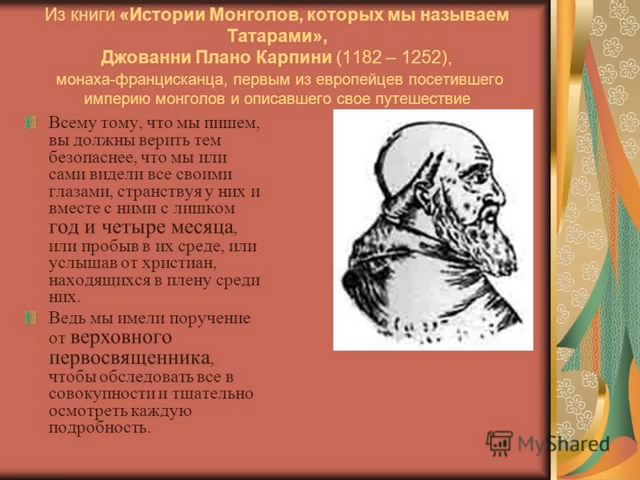 Из книги «Истории Монголов, которых мы называем
Татарами»,
Джованни Плано Карпини (1182 – 1252),
монаха-францисканца, первым из европейцев посетившего
империю монголов и описавшего свое путешествие
Всему тому, что мы пишем,
вы должны верить тем
безопаснее, что мы или
сами видели все своими
глазами, странствуя у них и
вместе с ними с лишком
год и четыре месяца,
или пробыв в их среде, или
услышав от христиан,
находящихся в плену среди
них.
Ведь мы имели поручение
от верховного
первосвященника,
чтобы обследовать все в
совокупности и тщательно
осмотреть каждую
подробность.
MyShared